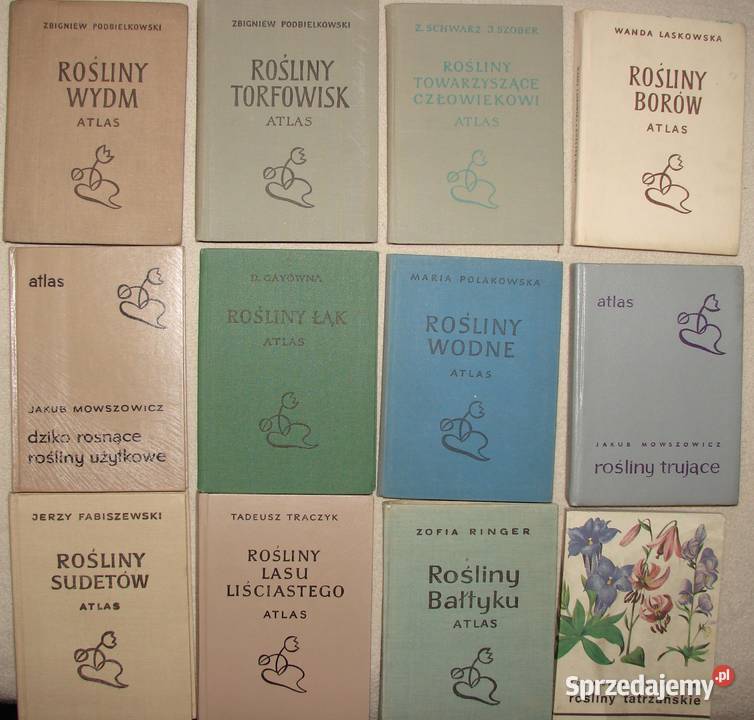 ZBIGNIEW PODBIELKOWSKI
ROŚLINY
WYDM
ATLAS
ZBIGNIEW PODBIELKOWSKI
ROŚLINY
TORFOWISK
ATLAS
Z. SCHWARZ J. SZOBER
ROŚLINY
TOWARZYSZĄCE
CZŁOWIEKOWI
ATLAS
WANDA LASKOWSKA
ROŚLINY
BORÓW
ATLAS
atlas
JAKUB MOWSZOWICZ
dziko rosnące
rośliny użytkowe
D. GAYÓWNA
ROŚLINY ŁĄK
ATLAS
MARIA POLAKOWSKA
ROŚLINY
WODNE
ATLAS
atlas
JAKUB MOWSZOWICZ
rośliny trujące
JERZY FABISZEWSKI
ROŚLINY
SUDETÓW
ATLAS
TADEUSZ TRACZYK
ROŚLINY
LASU
LIŚCIASTEGO
ATLAS
ZOFIA RINGER
Rośliny
Bałtyku
ATLAS
rośliny tatrzańskie
Sprzedajemy.pl